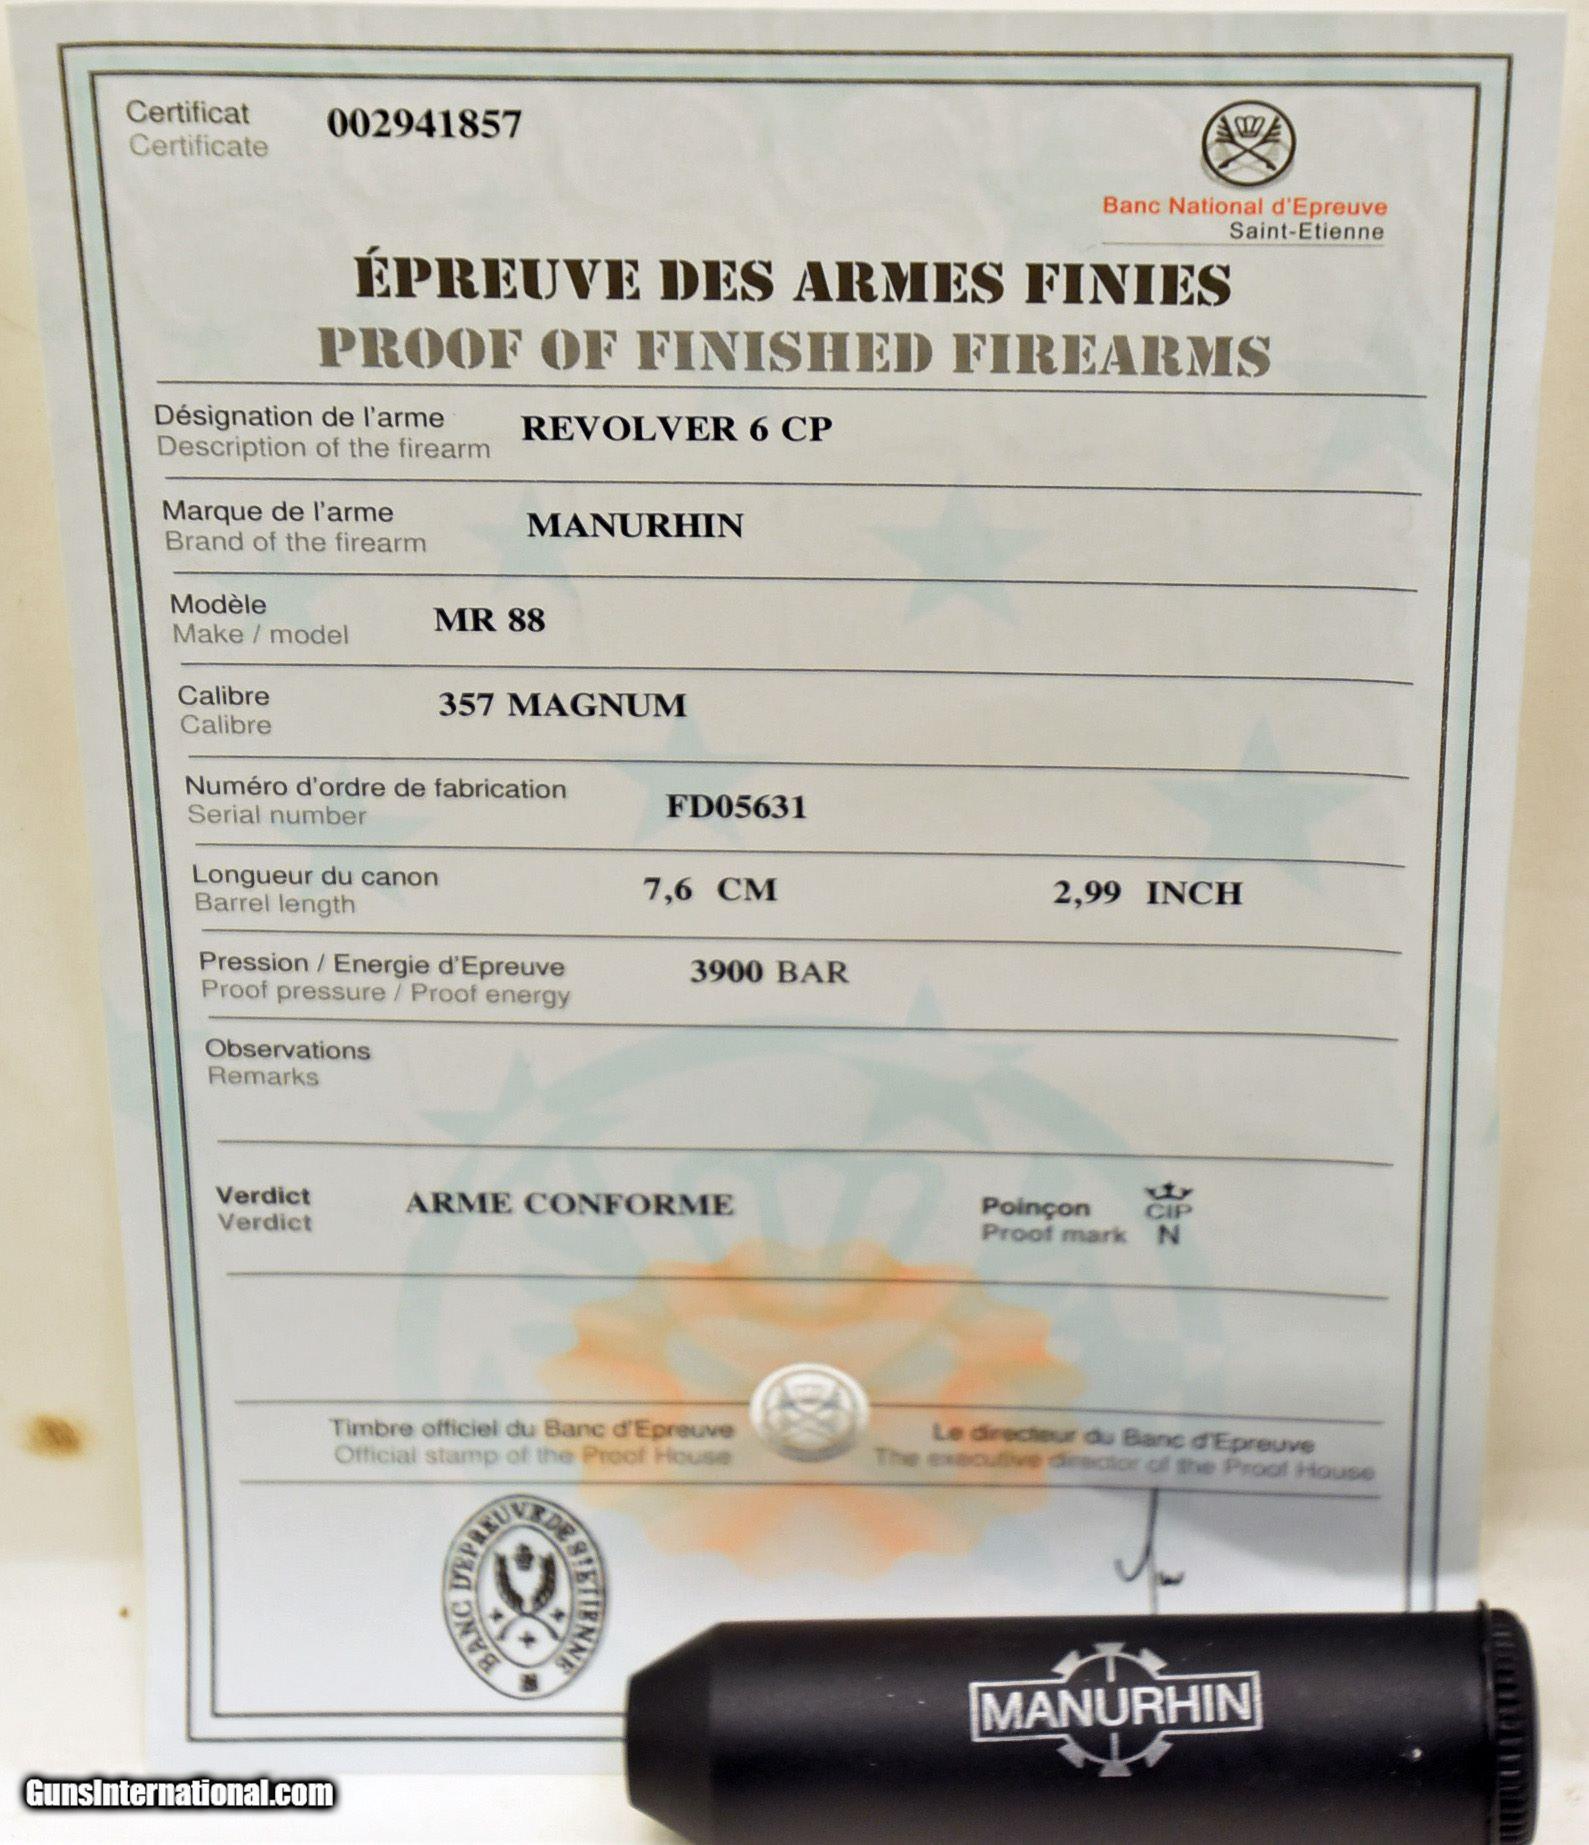 Certificat 002941857
Certificate
Banc National d'Epreuve
Saint-Etienne
ÉPREUVE DES ARMES FINIES
PROOF OF FINISHED FIREARMS
Désignation de l'arme REVOLVER 6 CP
Description of the firearm
Marque de l'arme MANURHIN
Brand of the firearm
Modèle MR 88
Make / model
Calibre 357 MAGNUM
Calibre
Numéro d'ordre de fabrication FD05631
Serial number
Longueur du canon 7,6 CM 2,99 INCH
Barrel length
Pression / Energie d'Epreuve 3900 BAR
Proof pressure / Proof energy
Observations
Remarks
Verdict ARME CONFORME Poinçon CIP
Verdict Proof mark N
Timbre officiel du Banc d'Epreuve Le directeur du Banc d'Epreuve
Official stamp of the Proof House The executive director of the Proof House
BANC D'EPREUVE DE St ETIENNE
MANURHIN
GunsInternational.com